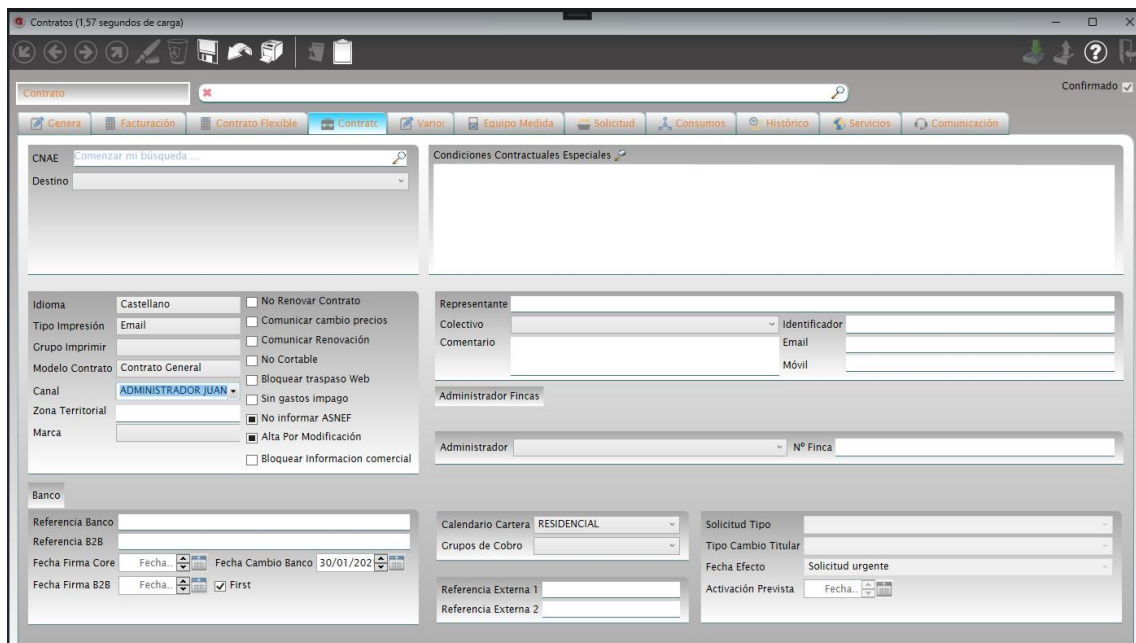 Contratos (1,57 segundos de carga)
Contrato
Confirmado
Genera Facturación Contrato Flexible Contrato Varior Equipo Medida Solicitud Consumos Histórico Servicios Comunicación
CNAE Comenzar mi búsqueda ...
Destino
Condiciones Contractuales Especiales
Idioma Castellano
Tipo Impresión Email
Grupo Imprimir
Modelo Contrato Contrato General
Canal ADMINISTRADOR JUAN
Zona Territorial
Marca
No Renovar Contrato
Comunicar cambio precios
Comunicar Renovación
No Cortable
Bloquear traspaso Web
Sin gastos impago
No informar ASNEF
Alta Por Modificación
Bloquear Informacion comercial
Representante
Colectivo Identificador
Comentario Email
Móvil
Administrador Fincas
Administrador Nº Finca
Banco
Referencia Banco
Referencia B2B
Fecha Firma Core Fecha.. Fecha Cambio Banco 30/01/202
Fecha Firma B2B Fecha.. First
Calendario Cartera RESIDENCIAL
Grupos de Cobro
Referencia Externa 1
Referencia Externa 2
Solicitud Tipo
Tipo Cambio Titular
Fecha Efecto Solicitud urgente
Activación Prevista Fecha..